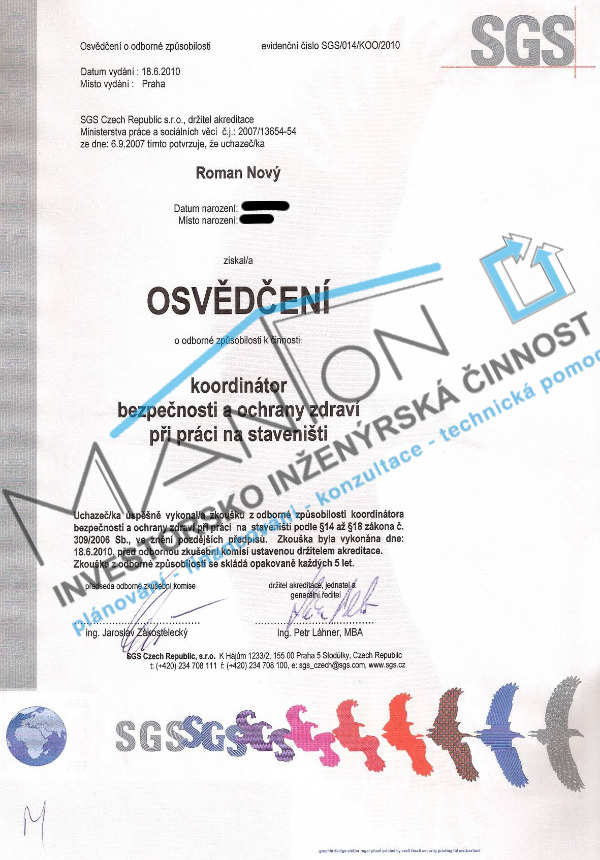 SGS
Osvědčení o odborné způsobilosti evidenční číslo SGS/014/KOO/2010
Datum vydání : 18.6.2010
Místo vydání : Praha
SGS Czech Republic s.r.o., držitel akreditace
Ministerstva práce a sociálních věcí č.j.: 2007/13654-54
ze dne: 6.9.2007 tímto potvrzuje, že uchazeč/ka
Roman Nový
Datum narození:
Místo narození:
získal/a
OSVĚDČENÍ
o odborné způsobilosti k činnosti:
koordinátor
bezpečnosti a ochrany zdraví
při práci na staveništi
MANTON
INVESTORSKO INŽENÝRSKÁ ČINNOST
plánování - financování - konzultace - technická pomoc
Uchazeč/ka úspěšně vykonal/a zkoušku z odborné způsobilosti koordinátora
bezpečnosti a ochrany zdraví při práci na staveništi podle §14 až §18 zákona č.
309/2006 Sb., ve znění pozdějších předpisů. Zkouška byla vykonána dne:
18.6.2010, před odbornou zkušební komisí ustavenou držitelem akreditace.
Zkouška z odborné způsobilosti se skládá opakovaně každých 5 let.
předseda odborné zkušební komise držitel akreditace, jednatel a
generální ředitel
Ing. Jaroslav Zákostelecký Ing. Petr Láhner, MBA
SGS Czech Republic, s.r.o. K Hájům 1233/2, 155 00 Praha 5 Stodůlky, Czech Republic
t: (+420) 234 708 111 f: (+420) 234 708 100, e: sgs_czech@sgs.com, www.sgs.cz
SGS SGS SGS
M